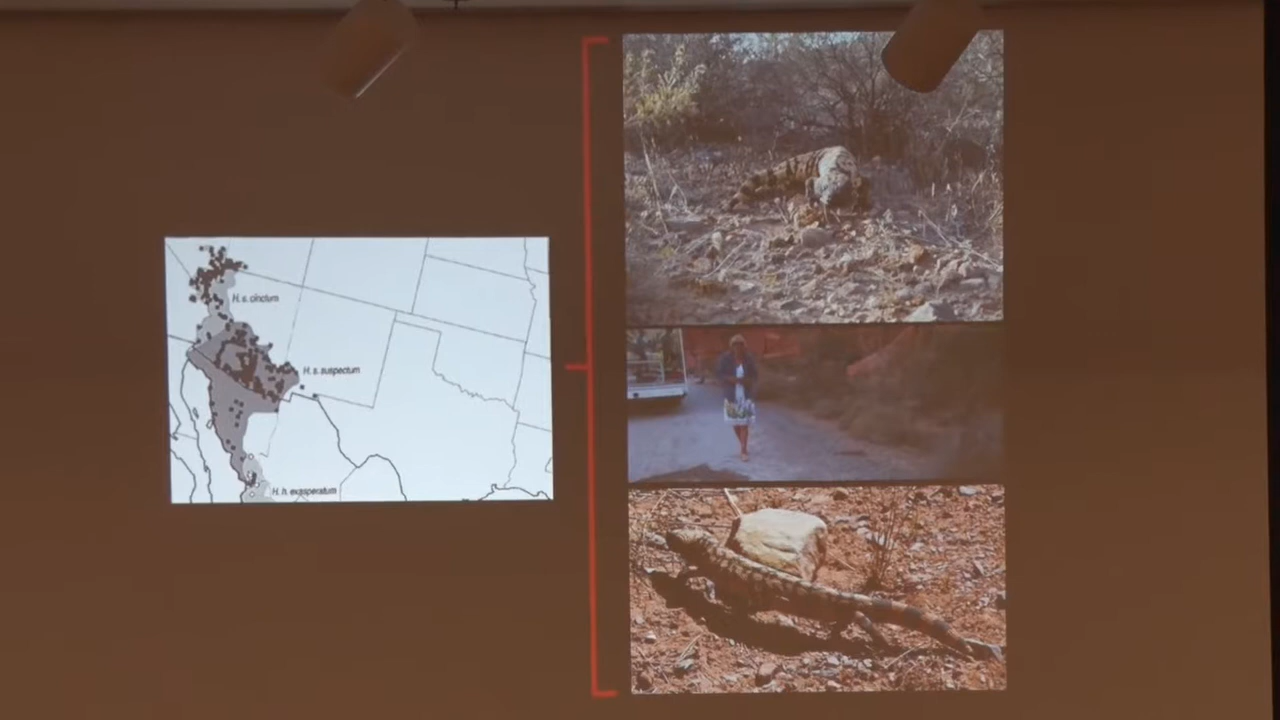 H. s. cinctum
H. s. suspectum
H. h. exasperatum